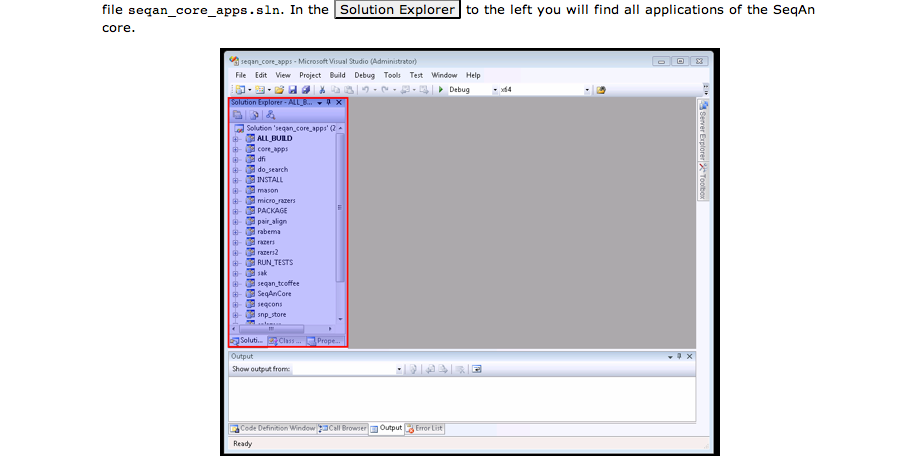 file seqan_core_apps.sln. In the Solution Explorer to the left you will find all applications of the SeqAn
core.
seqan_core_apps - Microsoft Visual Studio (Administrator)
File Edit View Project Build Debug Tools Test Window Help
Debug x64
Solution Explorer - ALL_B...
Solution 'seqan_core_apps' (2
ALL_BUILD
core_apps
dfi
do_search
INSTALL
mason
micro_razers
PACKAGE
pair_align
rabema
razers
razers2
RUN_TESTS
sak
seqan_tcoffee
SeqAnCore
seqcons
snp_store
Soluti... Class ... Prope...
Server Explorer
Toolbox
Output
Show output from:
Code Definition Window Call Browser Output Error List
Ready